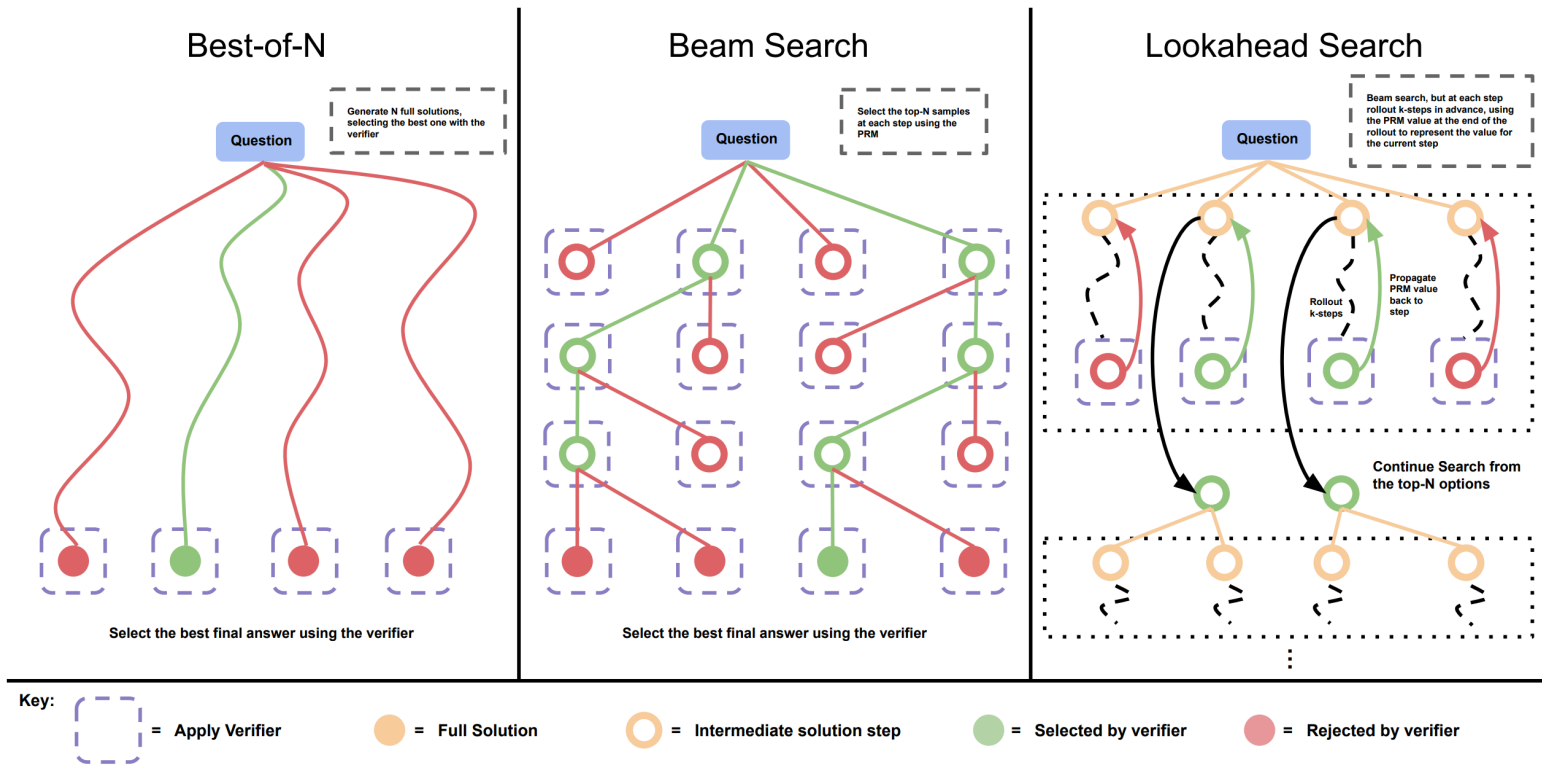 Best-of-N
Generate N full solutions,
selecting the best one with the
verifier
Question
Select the best final answer using the verifier
Beam Search
Select the top-N samples
at each step using the
PRM
Question
Select the best final answer using the verifier
Lookahead Search
Beam search, but at each step
rollout k-steps in advance, using
the PRM value at the end of the
rollout to represent the value for
the current step
Question
Rollout
k-steps
Propagate
PRM value
back to
step
Continue Search from
the top-N options
Key:
= Apply Verifier
= Full Solution
= Intermediate solution step
= Selected by verifier
= Rejected by verifier